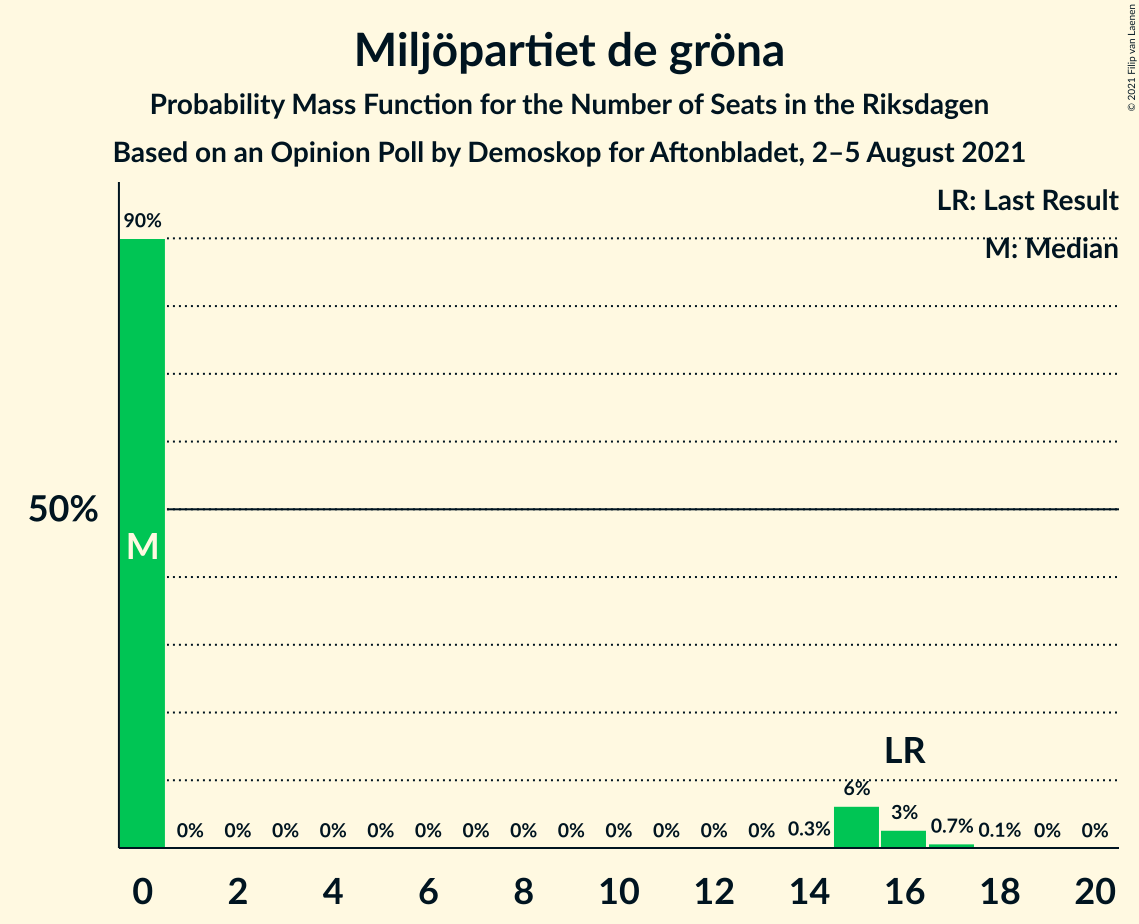 Miljöpartiet de gröna
Probability Mass Function for the Number of Seats in the Riksdagen
Based on an Opinion Poll by Demoskop for Aftonbladet, 2–5 August 2021
© 2021 Filip van Laenen
LR: Last Result
M: Median
90%
50%
M
LR
0% 0% 0% 0% 0% 0% 0% 0% 0% 0% 0% 0% 0% 0.3% 6% 3% 0.7% 0.1% 0% 0%
0 2 4 6 8 10 12 14 16 18 20